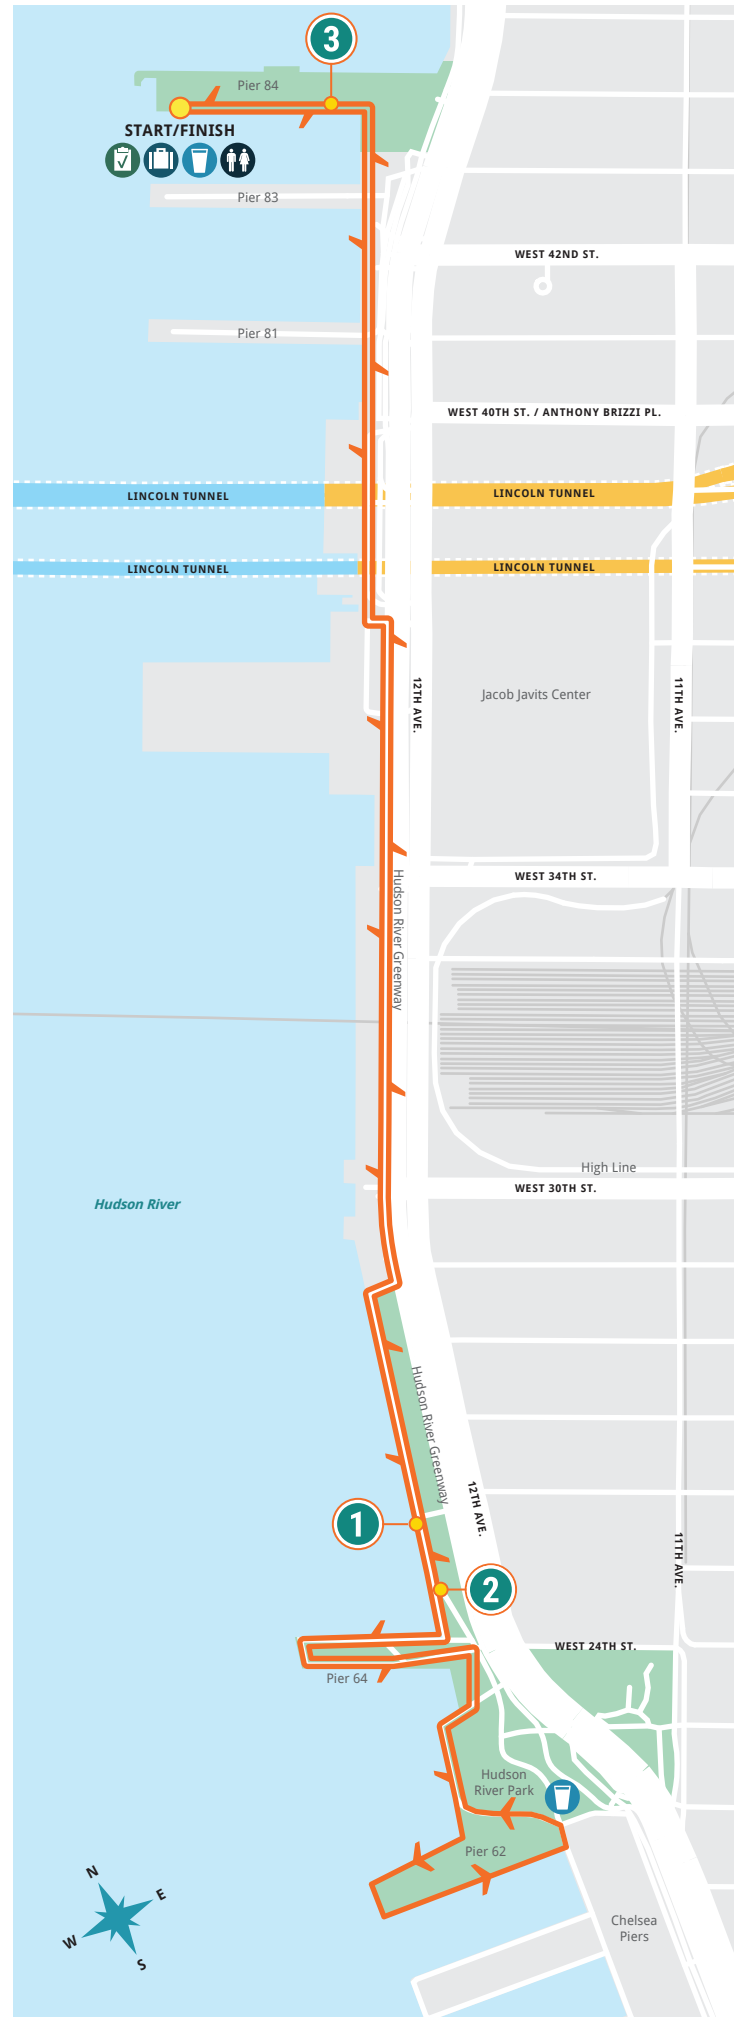 3
Pier 84
START/FINISH
Pier 83
WEST 42ND ST.
Pier 81
WEST 40TH ST. / ANTHONY BRIZZI PL.
LINCOLN TUNNEL
LINCOLN TUNNEL
LINCOLN TUNNEL
LINCOLN TUNNEL
12TH AVE.
Jacob Javits Center
11TH AVE.
WEST 34TH ST.
Hudson River Greenway
High Line
WEST 30TH ST.
Hudson River
Hudson River Greenway
12TH AVE.
1
11TH AVE.
2
WEST 24TH ST.
Pier 64
Hudson
River Park
Pier 62
N
E
W
S
Chelsea
Piers